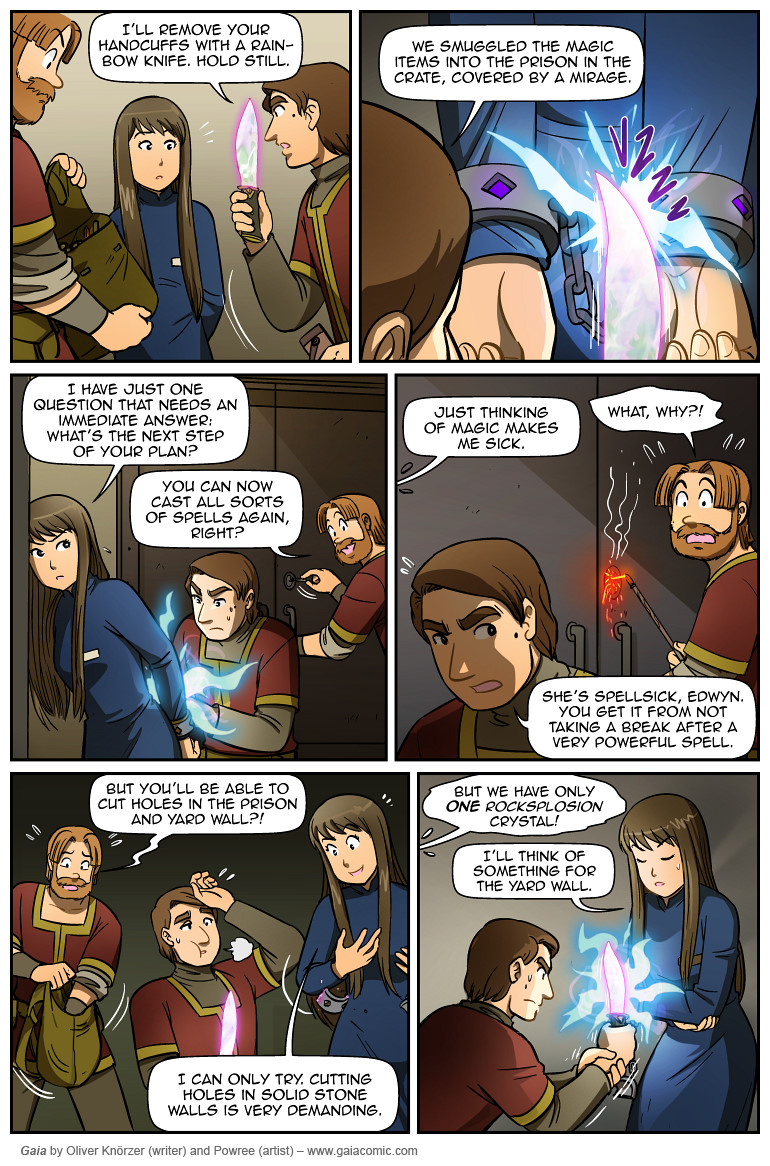 I'LL REMOVE YOUR
HANDCUFFS WITH A RAIN-
BOW KNIFE. HOLD STILL.
WE SMUGGLED THE MAGIC
ITEMS INTO THE PRISON IN THE
CRATE, COVERED BY A MIRAGE.
VZZZZ
I HAVE JUST ONE
QUESTION THAT NEEDS AN
IMMEDIATE ANSWER:
WHAT'S THE NEXT STEP
OF YOUR PLAN?
YOU CAN NOW
CAST ALL SORTS
OF SPELLS AGAIN,
RIGHT?
JUST THINKING
OF MAGIC MAKES
ME SICK.
WHAT, WHY?!
SHE'S SPELLSICK, EDWYN.
YOU GET IT FROM NOT
TAKING A BREAK AFTER A
VERY POWERFUL SPELL.
BUT YOU'LL BE ABLE TO
CUT HOLES IN THE PRISON
AND YARD WALL?!
I CAN ONLY TRY. CUTTING
HOLES IN SOLID STONE
WALLS IS VERY DEMANDING.
BUT WE HAVE ONLY
ONE ROCKSPLOSION
CRYSTAL!
I'LL THINK OF
SOMETHING FOR
THE YARD WALL.
Gaia by Oliver Knörzer (writer) and Powree (artist) – www.gaiacomic.com